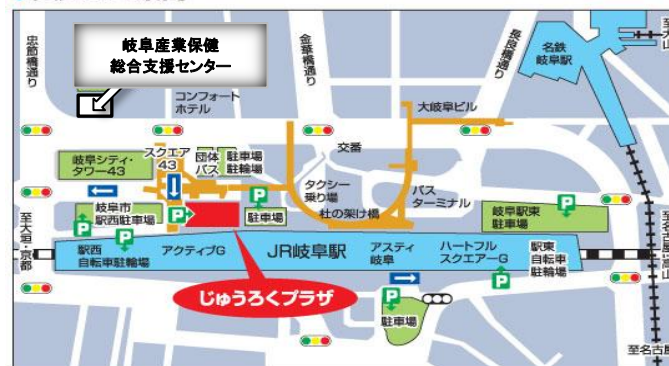 忠節橋通り
岐阜産業保健
総合支援センター
金華橋通り
長良橋通り
名鉄
岐阜駅
コンフォート
ホテル
大岐阜ビル
交番
岐阜シティ・
タワー43
スクエア
43
団体
バス
駐車場
駐輪場
タクシー
乗り場
バス
ターミナル
杜の架け橋
岐阜市
駅西駐車場
P
P
P
P
駐車場
岐阜駅東
駐車場
至大垣・京都
駅西
自転車駐輪場
アクティブG
JR岐阜駅
アスティ
岐阜
ハートフル
スクエアーG
駅東
自転車
駐輪場
P
P
じゅうろくプラザ
駐車場
至名古屋